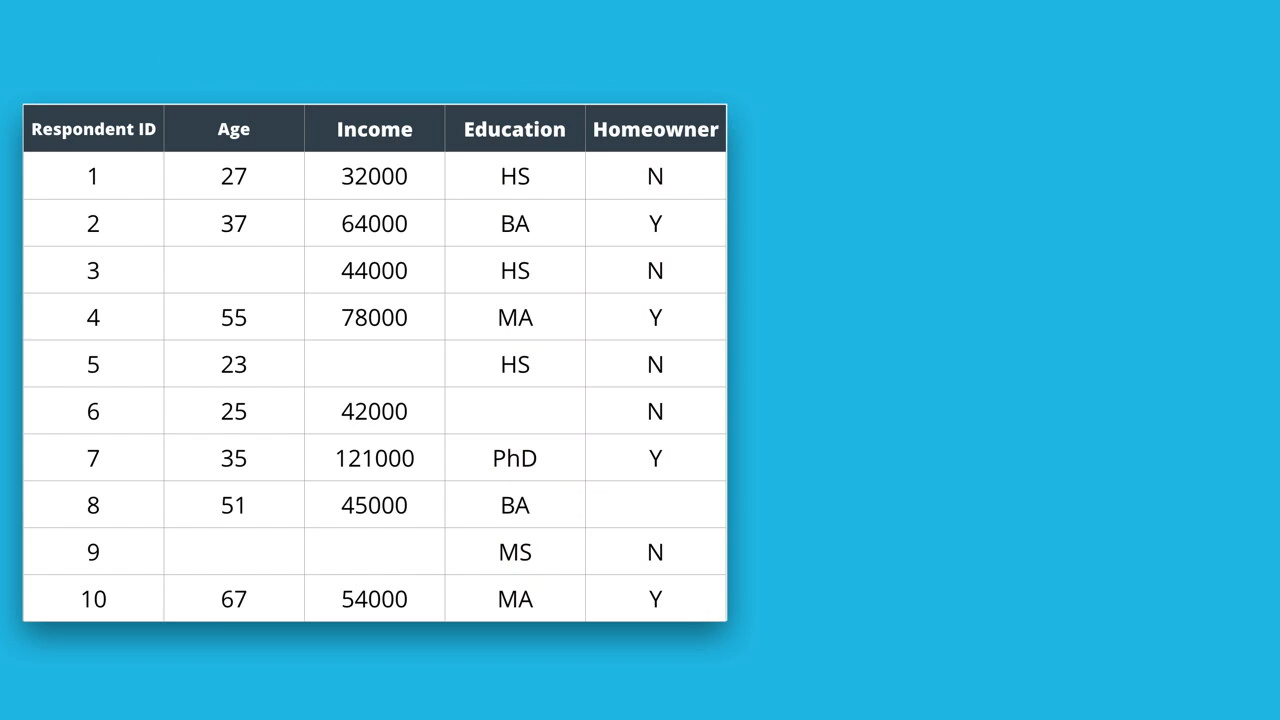 Respondent ID Age Income Education Homeowner
1 27 32000 HS N
2 37 64000 BA Y
3 44000 HS N
4 55 78000 MA Y
5 23 HS N
6 25 42000 N
7 35 121000 PhD Y
8 51 45000 BA
9 MS N
10 67 54000 MA Y